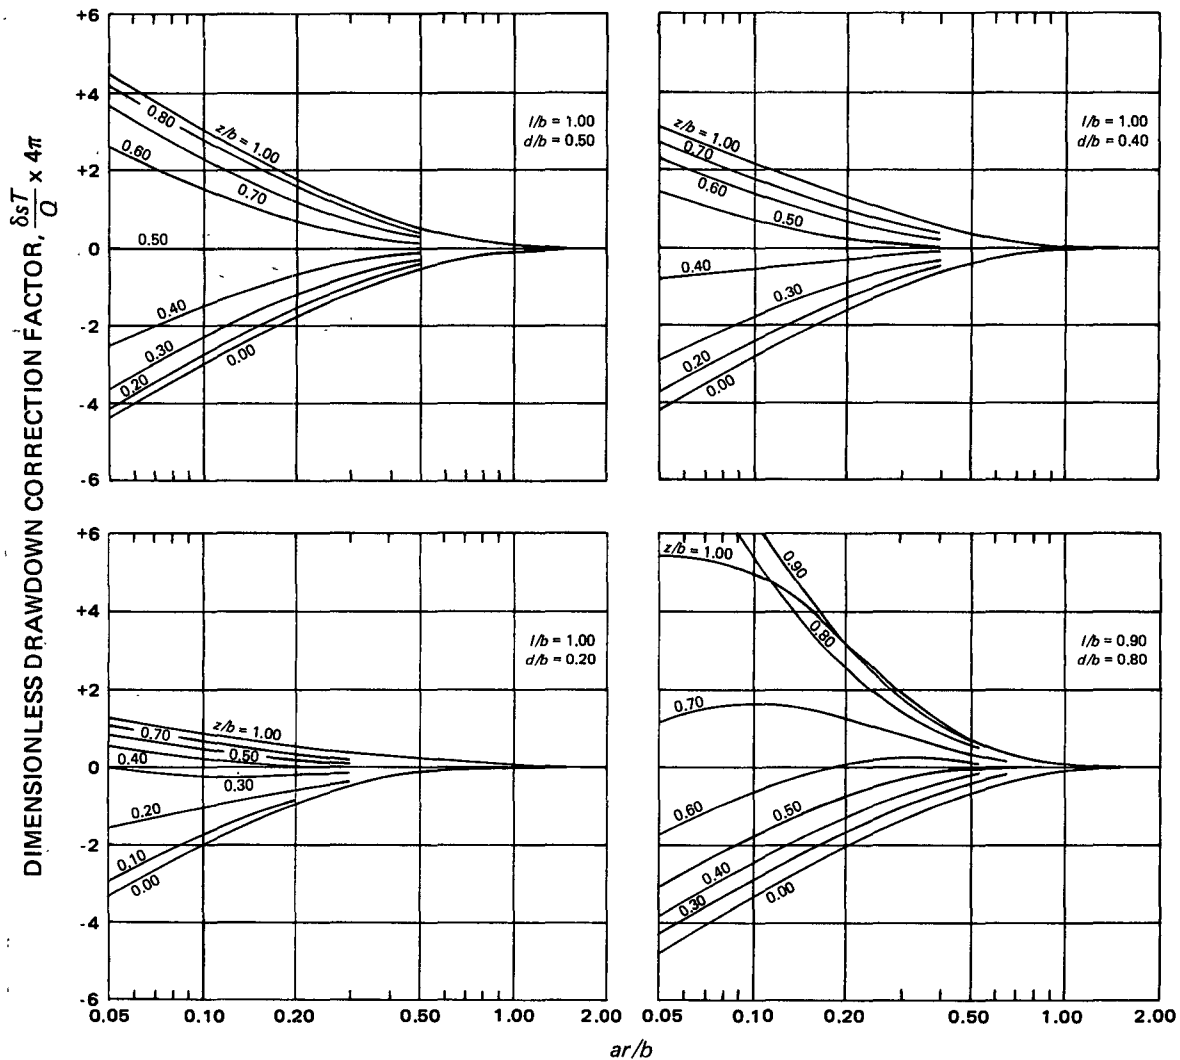 DIMENSIONLESS DRAWDOWN CORRECTION FACTOR, δsT/Q x 4π
+6
+4
+2
0
-2
-4
-6
l/b = 1.00
d/b = 0.50
z/b = 1.00
0.80
0.70
0.60
0.50
0.40
0.30
0.20
0.00
l/b = 1.00
d/b = 0.40
z/b = 1.00
0.70
0.60
0.50
0.40
0.30
0.20
0.00
+6
+4
+2
0
-2
-4
-6
l/b = 1.00
d/b = 0.20
z/b = 1.00
0.70
0.50
0.40
0.30
0.20
0.10
0.00
l/b = 0.90
d/b = 0.80
z/b = 1.00
0.90
0.80
0.70
0.60
0.50
0.40
0.30
0.00
0.05 0.10 0.20 0.50 1.00 2.00
0.05 0.10 0.20 0.50 1.00 2.00
ar/b